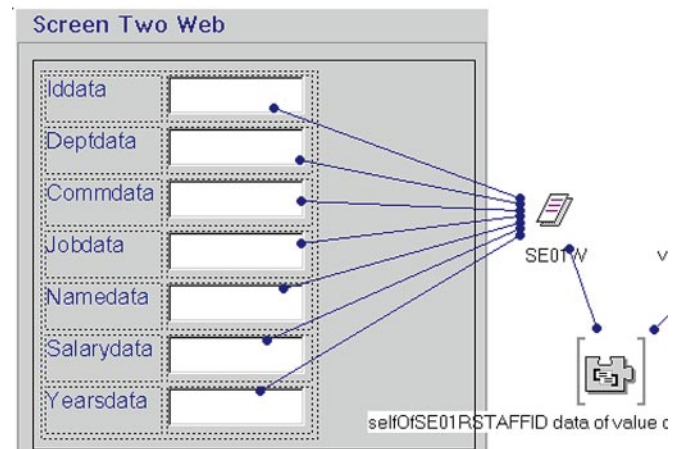 Screen Two Web
Iddata
Deptdata
Commdata
Jobdata
Namedata
Salarydata
Yearsdata
SE01W
selfOfSE01RSTAFFID data of value